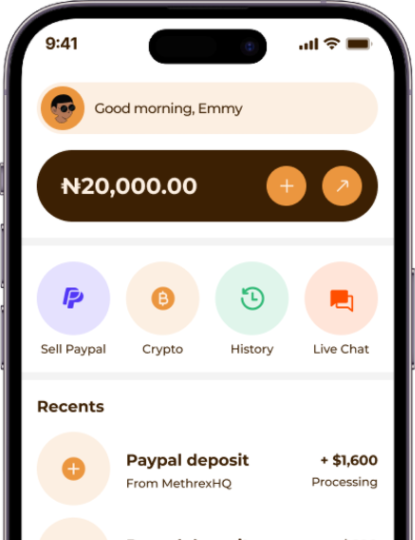 9:41
Good morning, Emmy
₦20,000.00
Sell Paypal Crypto History Live Chat
Recents
Paypal deposit + $1,600
From MethrexHQ Processing